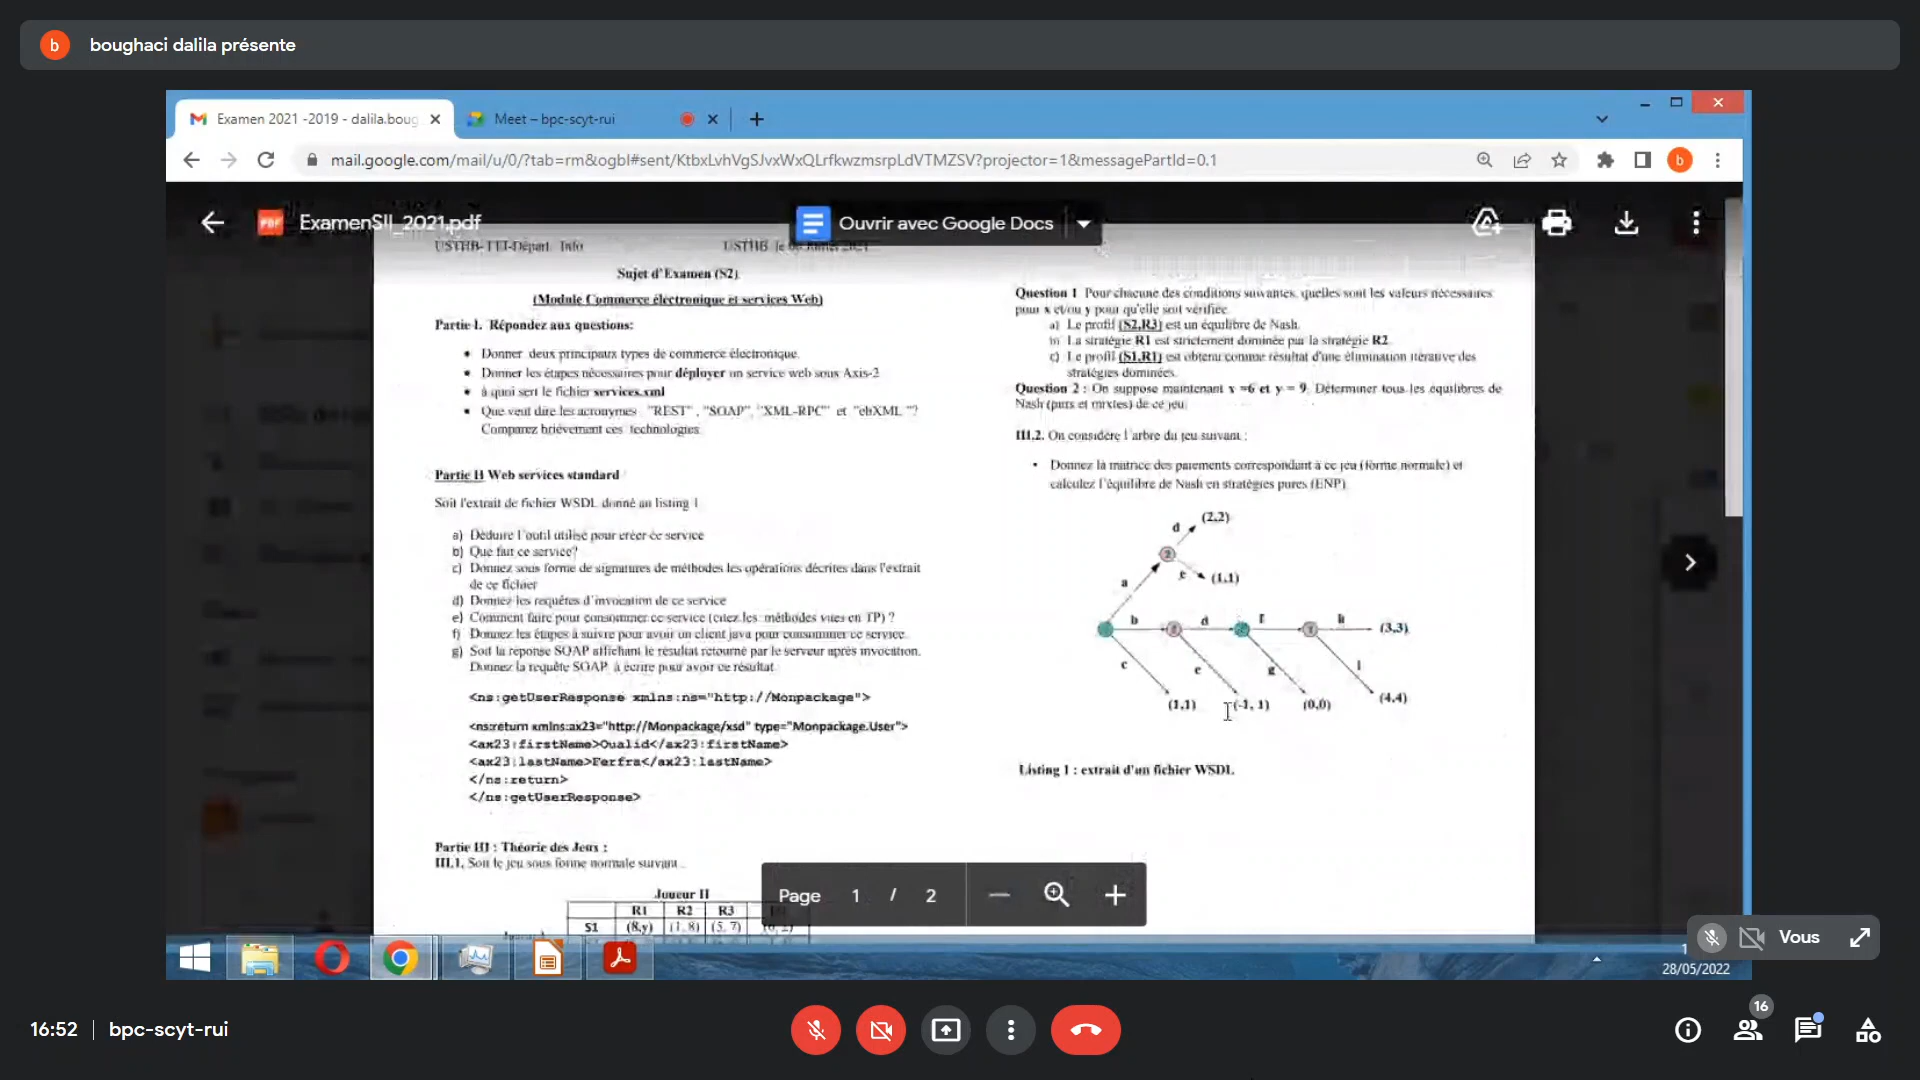 b
boughaci dalila présente
Examen 2021 -2019 - dalila.boug
Meet – bpc-scyt-rui
mail.google.com/mail/u/0/?tab=rm&ogbl#sent/KtbxLvhVgSJvxWxQLrfkwzmsrpLdVTMZSV?projector=1&messagePartId=0.1
b
PDF
ExamenSII_2021.pdf
Ouvrir avec Google Docs
Sujet d'Examen (S2)
(Module Commerce électronique et services Web)
Partie I. Répondez aux questions:
• Donner deux principaux types de commerce électronique.
• Donner les étapes nécessaires pour déployer un service web sous Axis-2
• à quoi sert le fichier services.xml
• Que veut dire les acronymes "REST" , "SOAP", "XML-RPC" et "ebXML "?
Comparez brièvement ces technologies.
Partie II Web services standard
Soit l'extrait de fichier WSDL donné au listing 1
a) Déduire l'outil utilisé pour créer ce service
b) Que fait ce service?
c) Donnez sous forme de signatures de méthodes les opérations décrites dans l'extrait
de ce fichier
d) Donnez les requêtes d'invocation de ce service
e) Comment faire pour consommer ce service (citez les méthodes vues en TP) ?
f) Donnez les étapes à suivre pour avoir un client java pour consommer ce service.
g) Soit la réponse SOAP affichant le résultat retourné par le serveur après invocation.
Donnez la requête SOAP à écrire pour avoir ce résultat
<ns:getUserResponse xmlns:ns="http://Monpackage">
<ns:return xmlns:ax23="http://Monpackage/xsd" type="Monpackage.User">
<ax23:firstName>Oualid</ax23:firstName>
<ax23:lastName>Ferfra</ax23:lastName>
</ns:return>
</ns:getUserResponse>
Partie III : Théorie des Jeux :
III.1. Soit le jeu sous forme normale suivant
Joueur II
R1 R2 R3
S1 (8,y) (1, 8) (5, 7)
Question 1 Pour chacune des conditions suivantes, quelles sont les valeurs nécessaires
pour x et/ou y pour qu'elle soit vérifiée
a) Le profil (S2,R3) est un équilibre de Nash.
b) La stratégie R1 est strictement dominée par la stratégie R2
c) Le profil (S1,R1) est obtenu comme résultat d'une élimination itérative des
stratégies dominées.
Question 2 : On suppose maintenant x =6 et y = 9. Déterminer tous les équilibres de
Nash (purs et mixtes) de ce jeu
III.2. On considère l'arbre du jeu suivant :
• Donnez la matrice des paiements correspondant à ce jeu (forme normale) et
calculez l'équilibre de Nash en stratégies pures (ENP)
d (2,2)
2
a e (1,1)
b d f h (3,3)
c e g l
(1,1) (-1, 1) (0,0) (4,4)
Listing 1 : extrait d'un fichier WSDL
Page 1 / 2
Vous
28/05/2022
16:52 bpc-scyt-rui
16